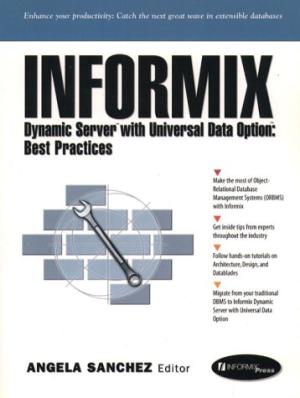 Enhance your productivity: Catch the next great wave in extensible databases
INFORMIX
Dynamic Server™ with Universal Data Option™:
Best Practices
Make the most of Object-
Relational Database
Management Systems (ORBMS)
with Informix
Get inside tips from experts
throughout the industry
Follow hands-on tutorials on
Architecture, Design, and
Datablades
Migrate from your traditional
DBMS to Informix Dynamic
Server with Universal Data
Option
ANGELA SANCHEZ Editor
INFORMIX Press